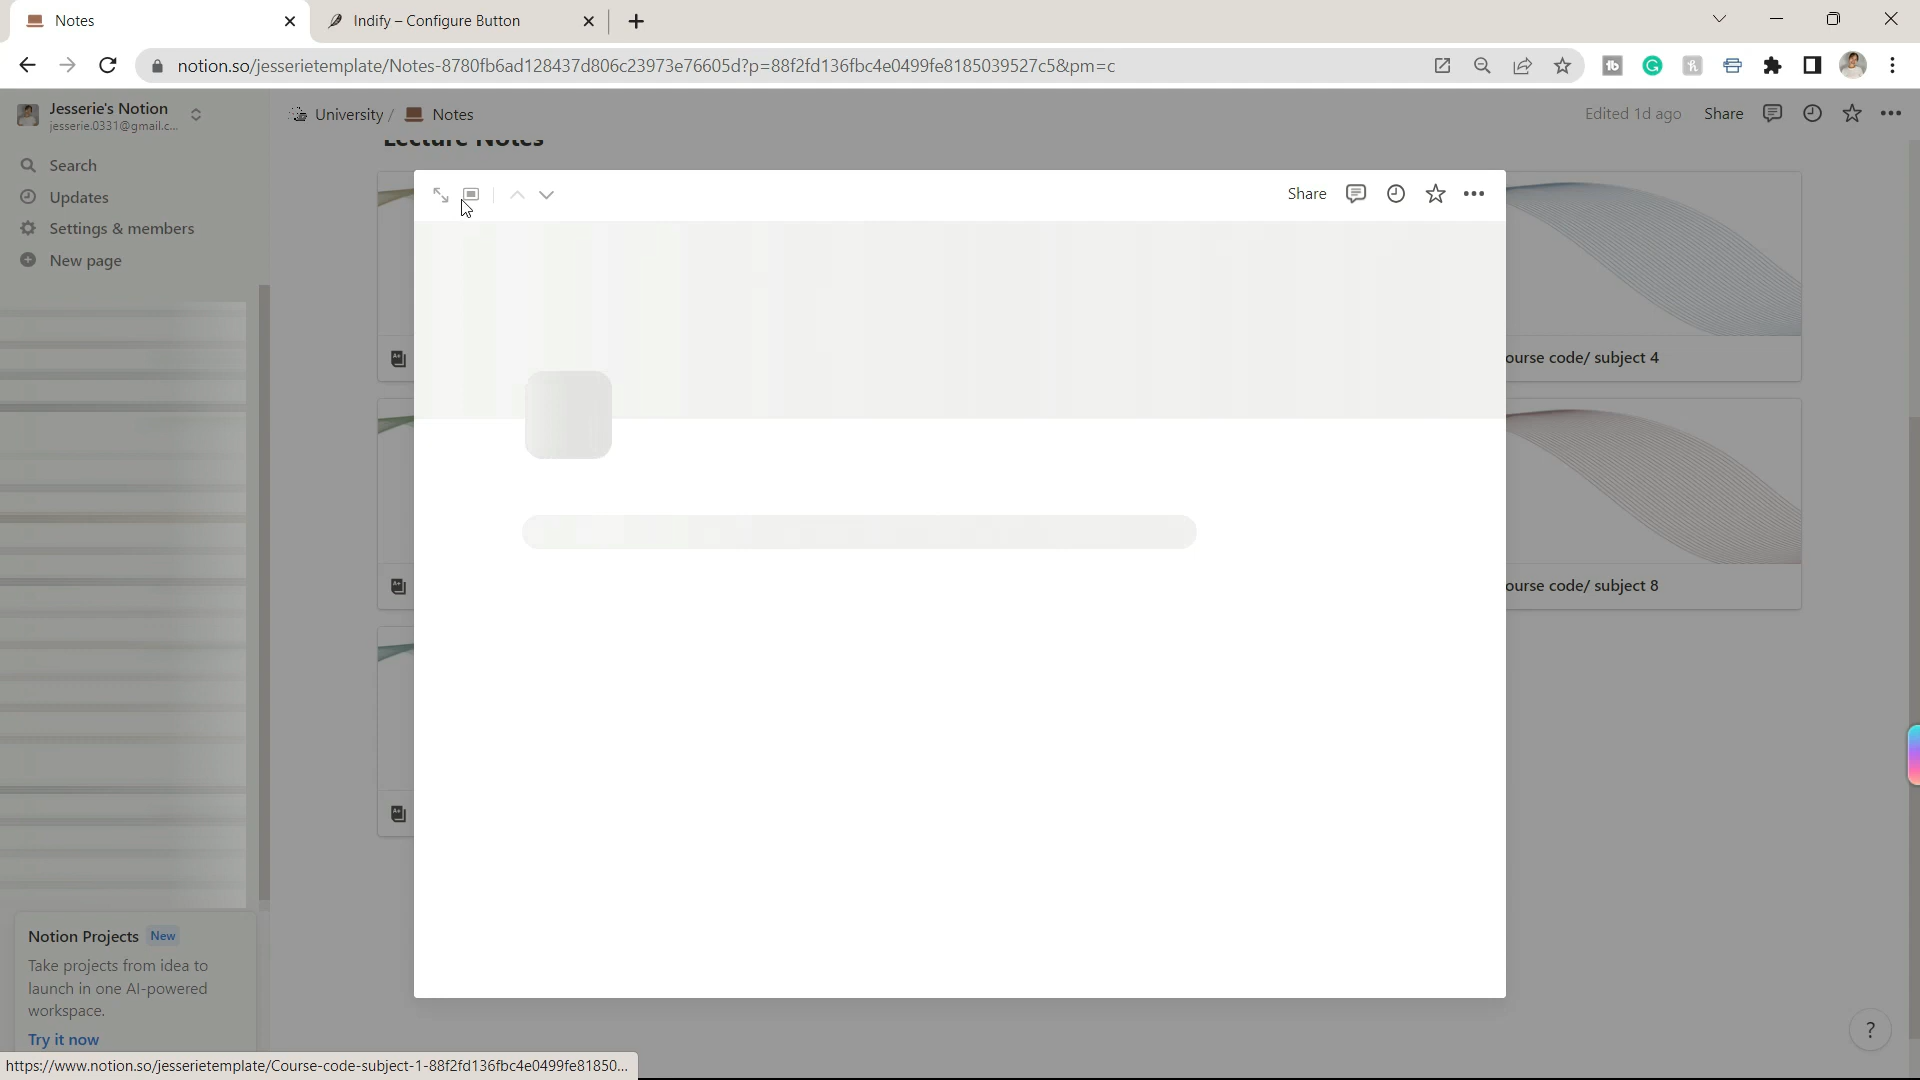 Notes
Indify – Configure Button
notion.so/jesserietemplate/Notes-8780fb6ad128437d806c23973e76605d?p=88f2fd136fbc4e0499fe8185039527c5&pm=c
Jesserie's Notion
jesserie.0331@gmail.c...
University / Notes
Edited 1d ago
Share
Lecture Notes
Search
Updates
Settings & members
New page
Share
ourse code/ subject 4
ourse code/ subject 8
Notion Projects New
Take projects from idea to
launch in one AI-powered
workspace.
Try it now
?
https://www.notion.so/jesserietemplate/Course-code-subject-1-88f2fd136fbc4e0499fe81850...